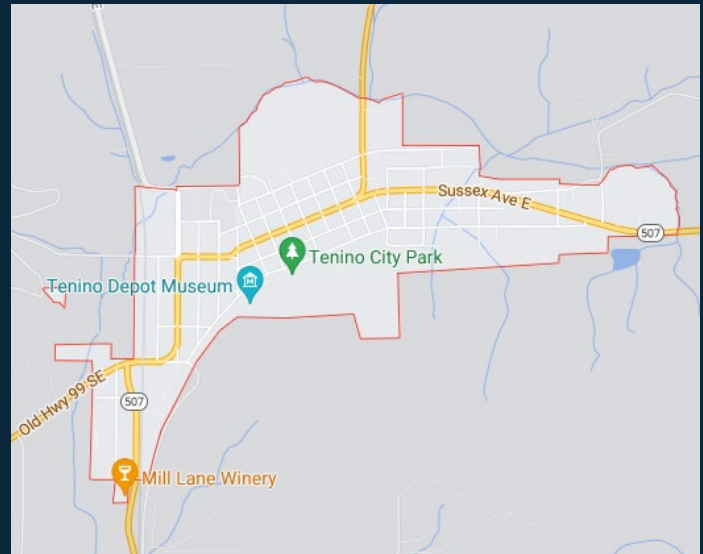 Sussex Ave E
507
Tenino City Park
Tenino Depot Museum
Old Hwy 99 SE
507
Mill Lane Winery